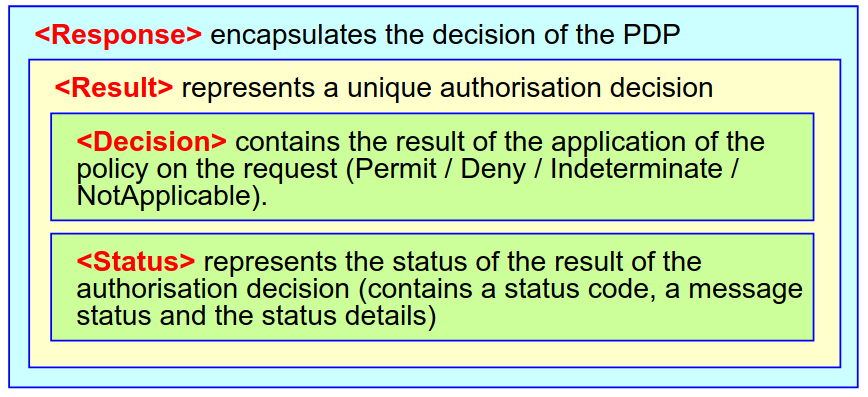 <Response> encapsulates the decision of the PDP
<Result> represents a unique authorisation decision
<Decision> contains the result of the application of the
policy on the request (Permit / Deny / Indeterminate /
NotApplicable).
<Status> represents the status of the result of the
authorisation decision (contains a status code, a message
status and the status details)